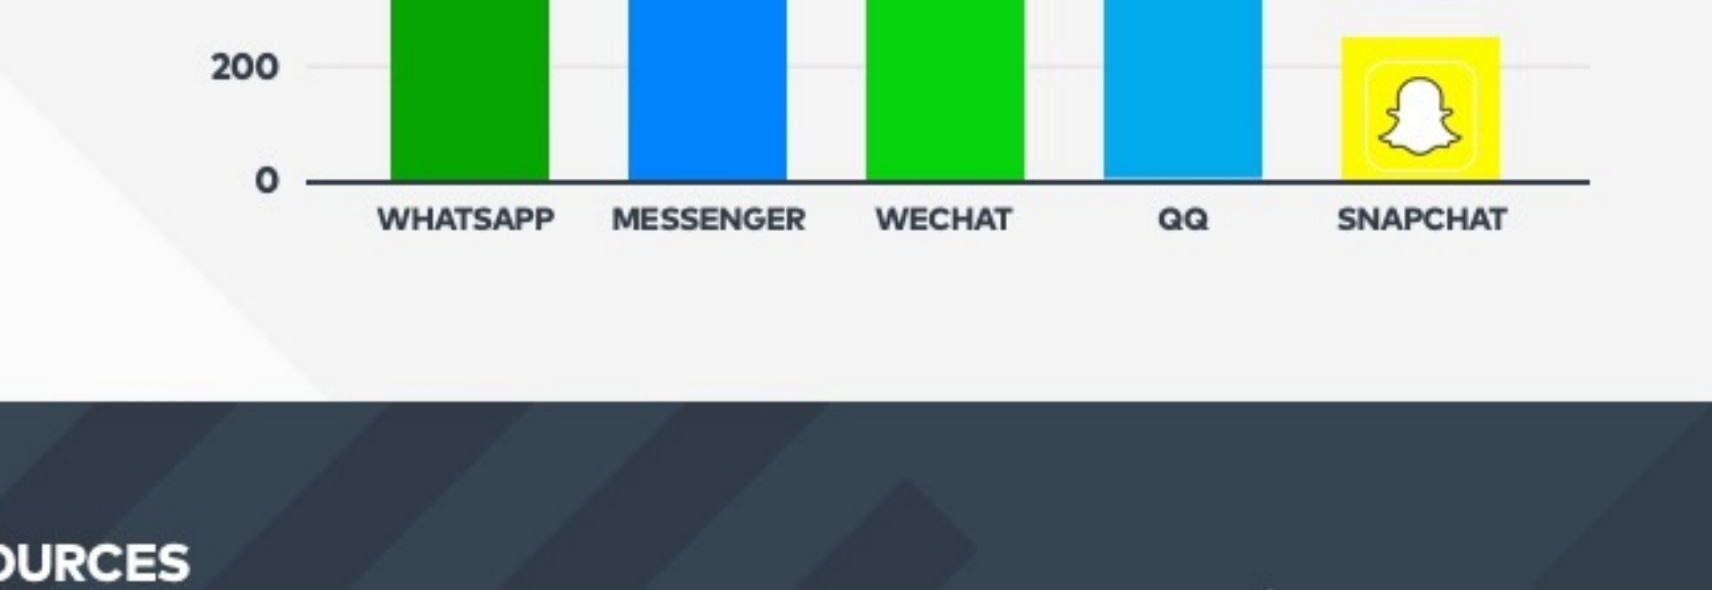 200
0
WHATSAPP MESSENGER WECHAT QQ SNAPCHAT
OURCES